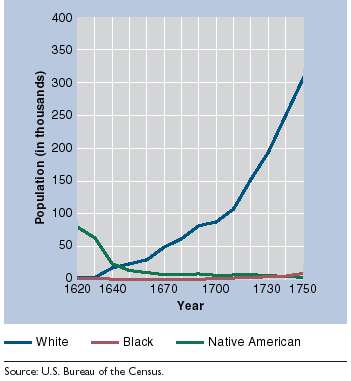 400
350
300
250
200
150
100
50
0
Population (in thousands)
1620 1640 1670 1700 1730 1750
Year
White Black Native American
Source: U.S. Bureau of the Census.